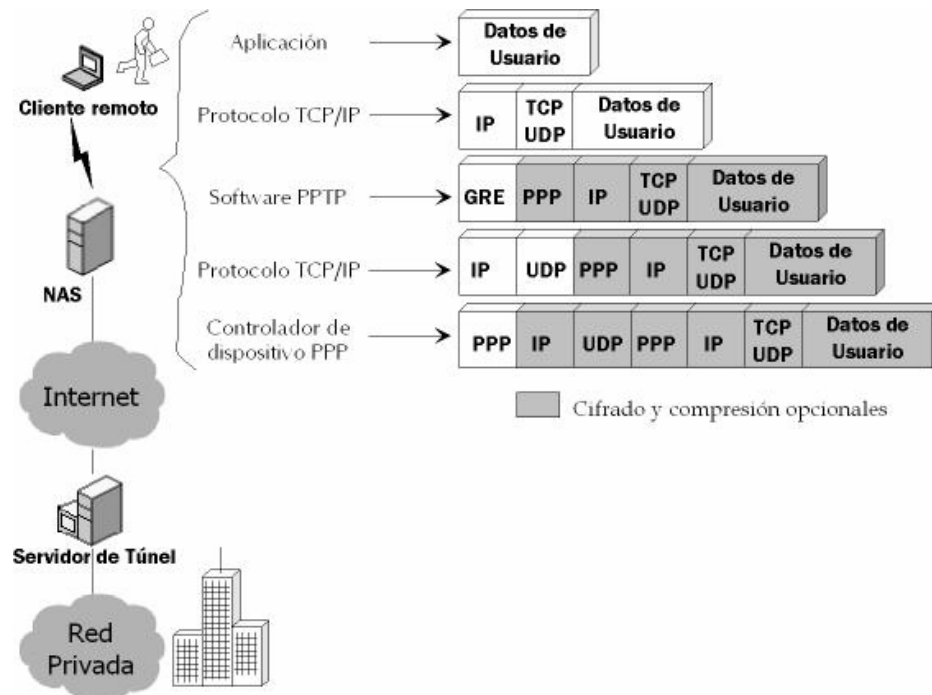 Cliente remoto
NAS
Internet
Servidor de Túnel
Red
Privada
Aplicación
Datos de
Usuario
Protocolo TCP/IP
IP
TCP
UDP
Datos de
Usuario
Software PPTP
GRE
PPP
IP
TCP
UDP
Datos de
Usuario
Protocolo TCP/IP
IP
UDP
PPP
IP
TCP
UDP
Datos de
Usuario
Controlador de
dispositivo PPP
PPP
IP
UDP
PPP
IP
TCP
UDP
Datos de
Usuario
Cifrado y compresión opcionales